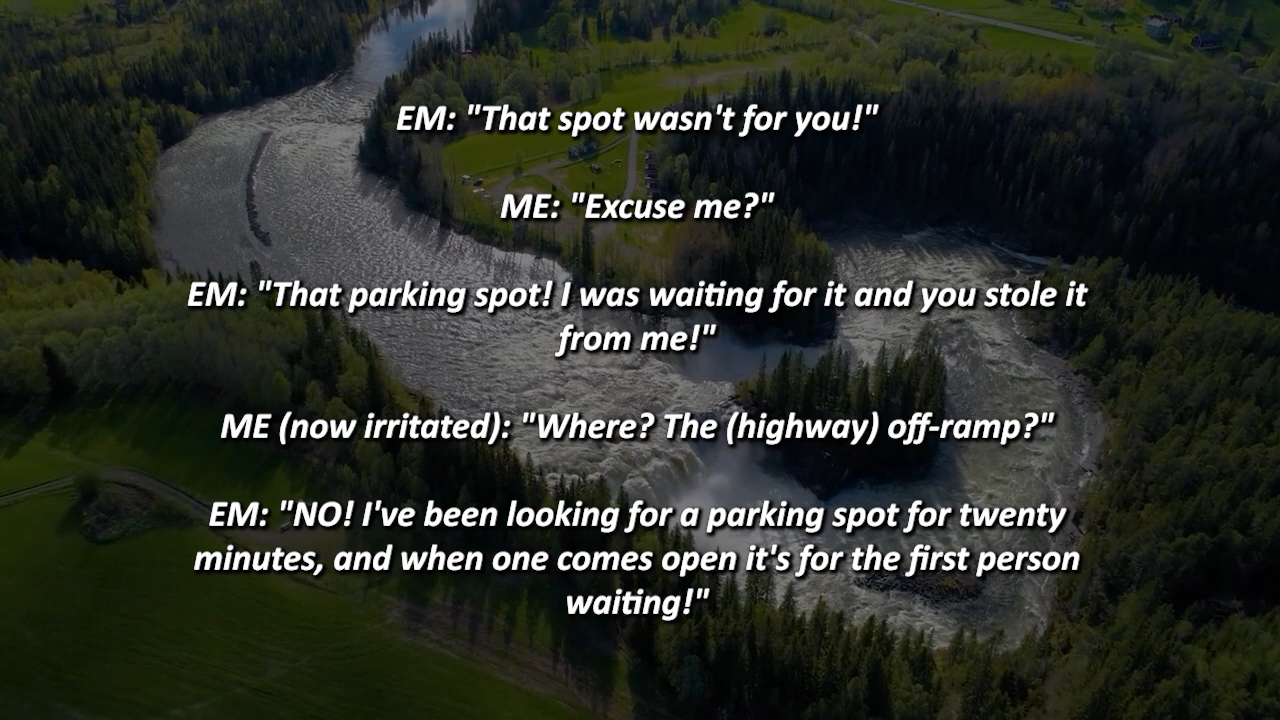 EM: "That spot wasn't for you!"
ME: "Excuse me?"
EM: "That parking spot! I was waiting for it and you stole it
from me!"
ME (now irritated): "Where? The (highway) off-ramp?"
EM: "NO! I've been looking for a parking spot for twenty
minutes, and when one comes open it's for the first person
waiting!"